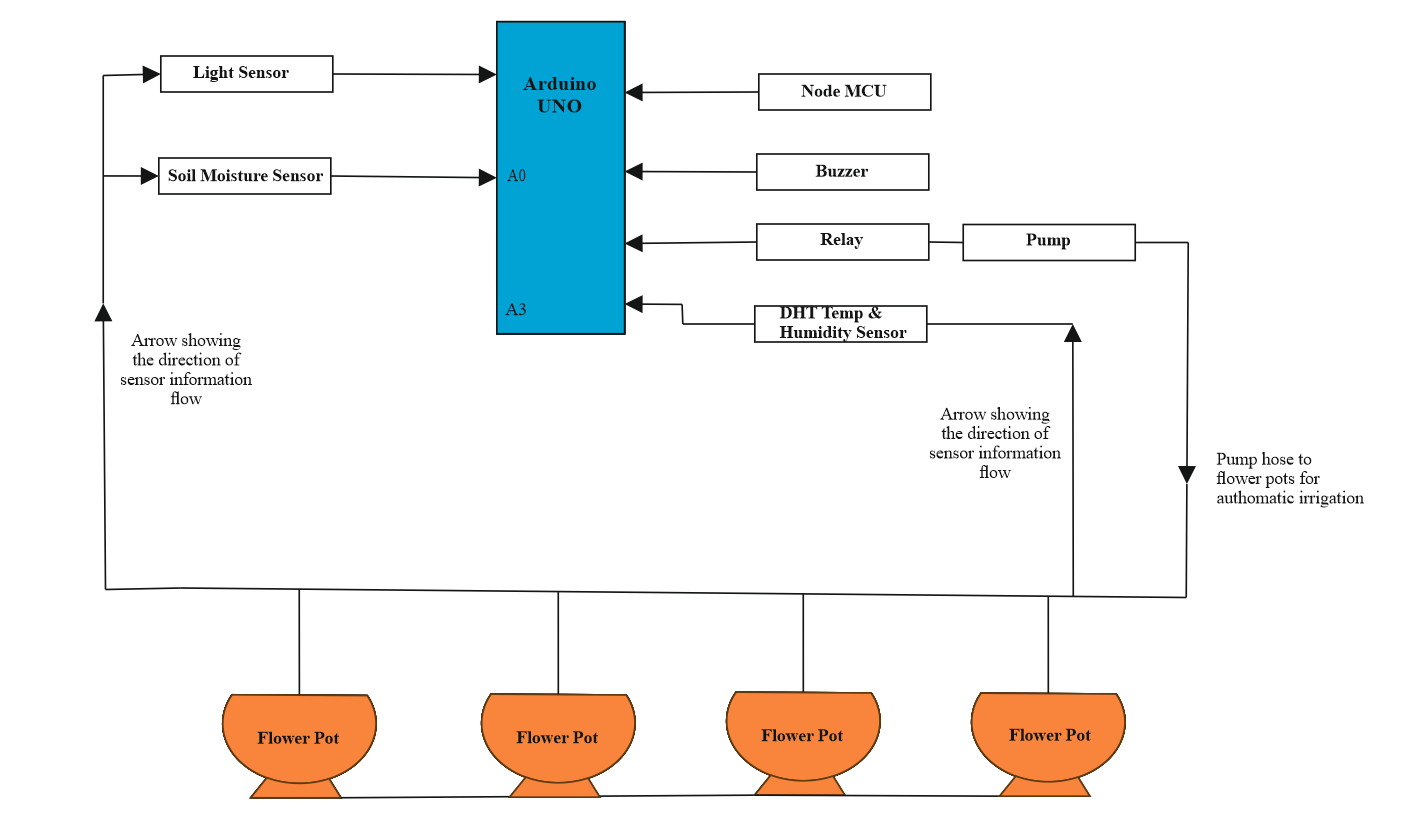 Light Sensor
Arduino
UNO
Node MCU
Soil Moisture Sensor
A0
Buzzer
Relay
Pump
A3
DHT Temp &
Humidity Sensor
Arrow showing
the direction of
sensor information
flow
Arrow showing
the direction of
sensor information
flow
Pump hose to
flower pots for
authomatic irrigation
Flower Pot
Flower Pot
Flower Pot
Flower Pot